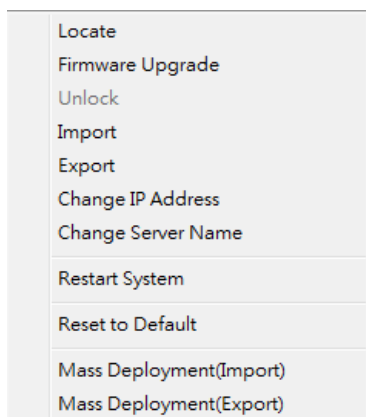 Locate
Firmware Upgrade
Unlock
Import
Export
Change IP Address
Change Server Name
Restart System
Reset to Default
Mass Deployment(Import)
Mass Deployment(Export)